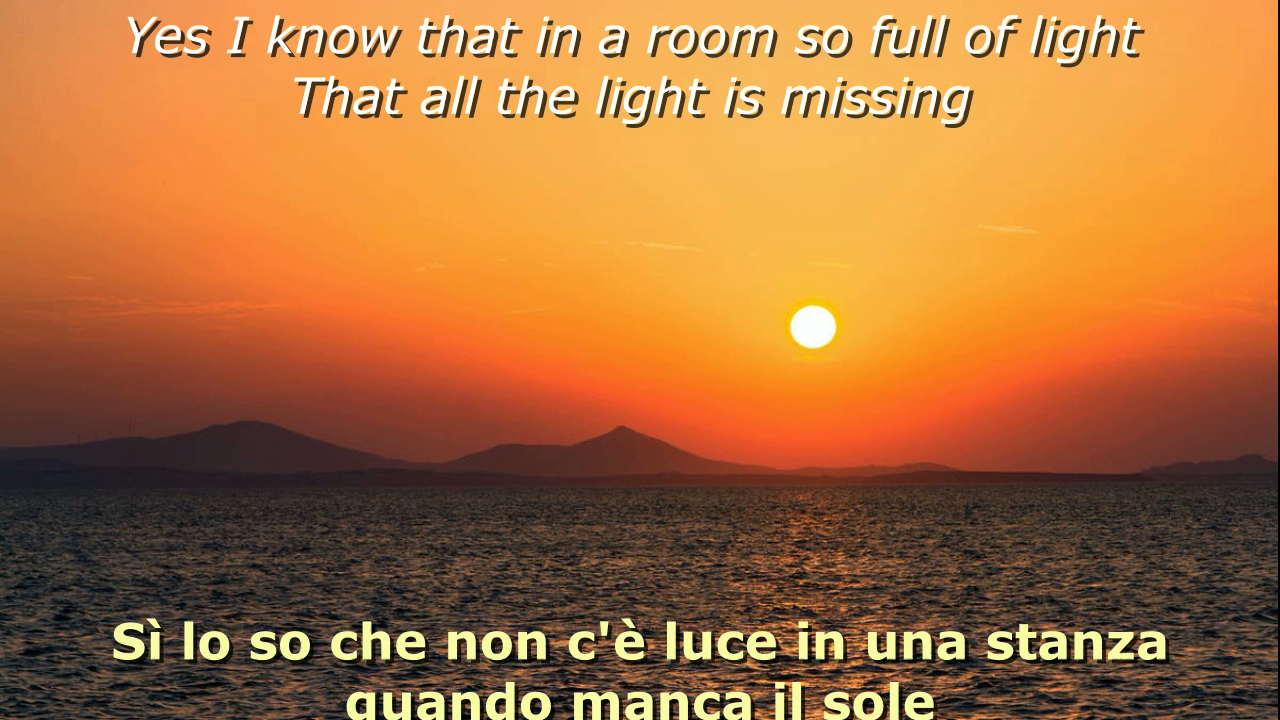 Yes I know that in a room so full of light
That all the light is missing
Sì lo so che non c'è luce in una stanza
quando manca il sole